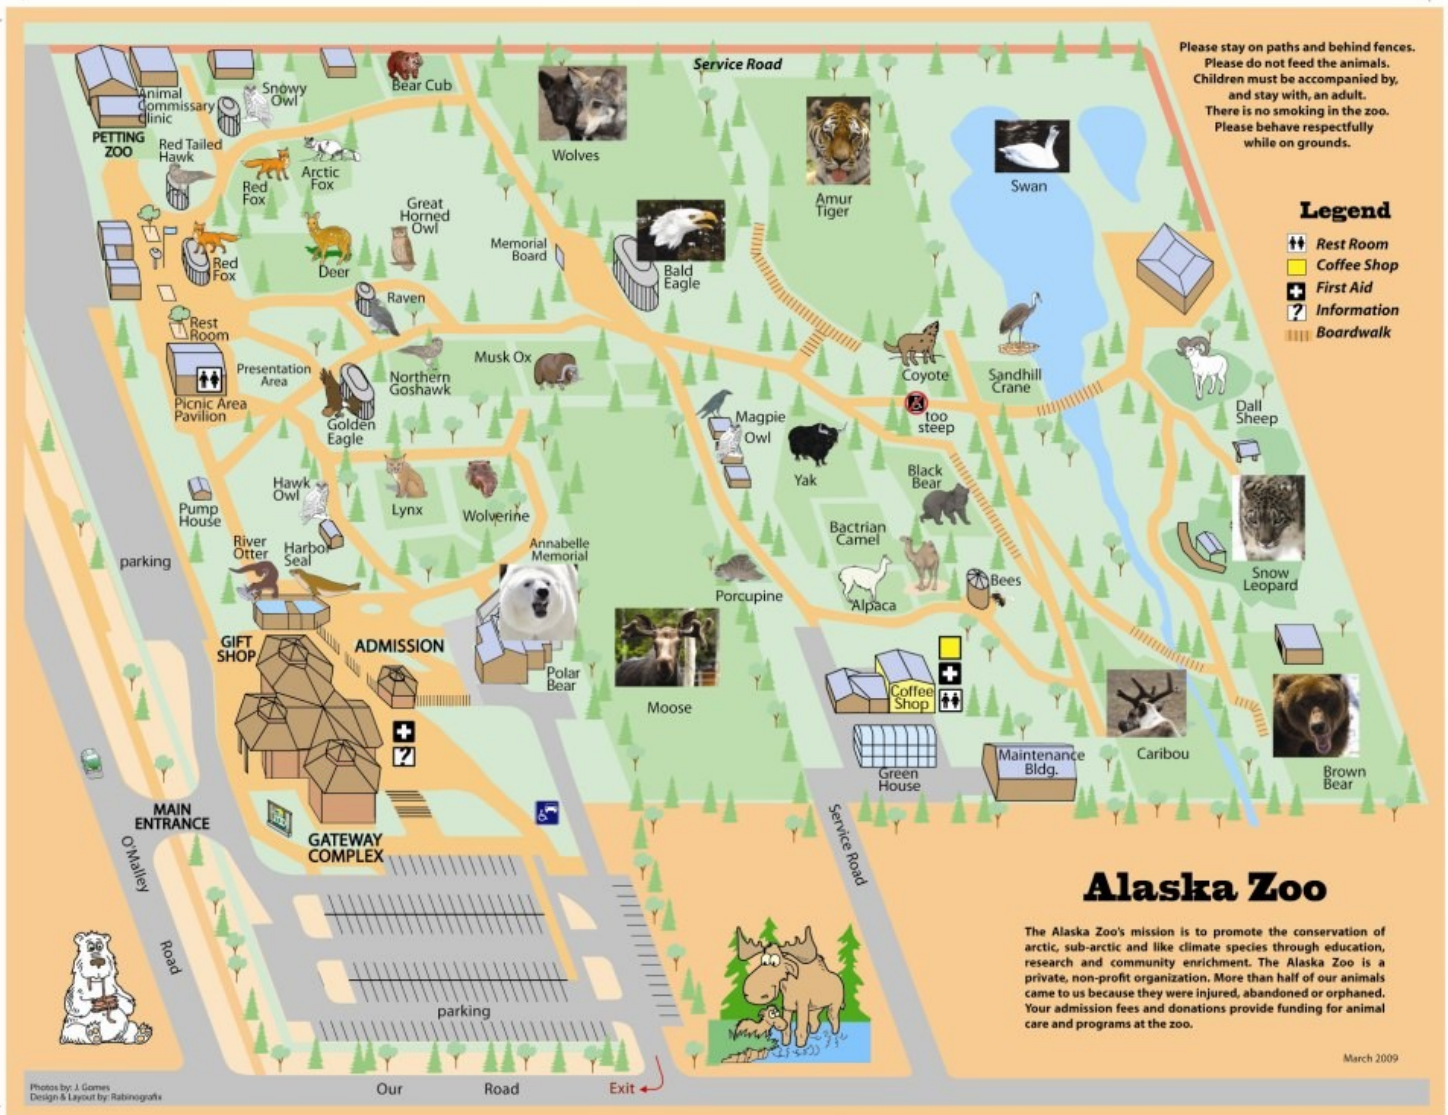 Please stay on paths and behind fences.
Please do not feed the animals.
Children must be accompanied by,
and stay with, an adult.
There is no smoking in the zoo.
Please behave respectfully
while on grounds.
Service Road
Bear Cub
Snowy
Owl
Animal
Commissary
Clinic
PETTING
ZOO
Red Tailed
Hawk
Red
Fox
Arctic
Fox
Wolves
Amur
Tiger
Swan
Legend
Rest Room
Coffee Shop
First Aid
? Information
Boardwalk
Great
Horned
Owl
Memorial
Board
Bald
Eagle
Red
Fox
Deer
Raven
Rest
Room
Presentation
Area
Northern
Goshawk
Musk Ox
Coyote
Sandhill
Crane
Dall
Sheep
Picnic Area
Pavilion
Golden
Eagle
Magpie
Owl
too
steep
Yak
Black
Bear
Pump
House
Hawk
Owl
Lynx
Wolverine
Bactrian
Camel
Snow
Leopard
parking
River
Otter
Harbor
Seal
Annabelle
Memorial
Porcupine
Alpaca
Bees
GIFT
SHOP
ADMISSION
Polar
Bear
Moose
Coffee
Shop
Caribou
Brown
Bear
?
Green
House
Maintenance
Bldg.
MAIN
ENTRANCE
GATEWAY
COMPLEX
O'Malley
Road
Service Road
parking
Alaska Zoo
The Alaska Zoo's mission is to promote the conservation of
arctic, sub-arctic and like climate species through education,
research and community enrichment. The Alaska Zoo is a
private, non-profit organization. More than half of our animals
came to us because they were injured, abandoned or orphaned.
Your admission fees and donations provide funding for animal
care and programs at the zoo.
March 2009
Photos by: J. Gomes
Design & Layout by: Rabinografix
Our Road Exit